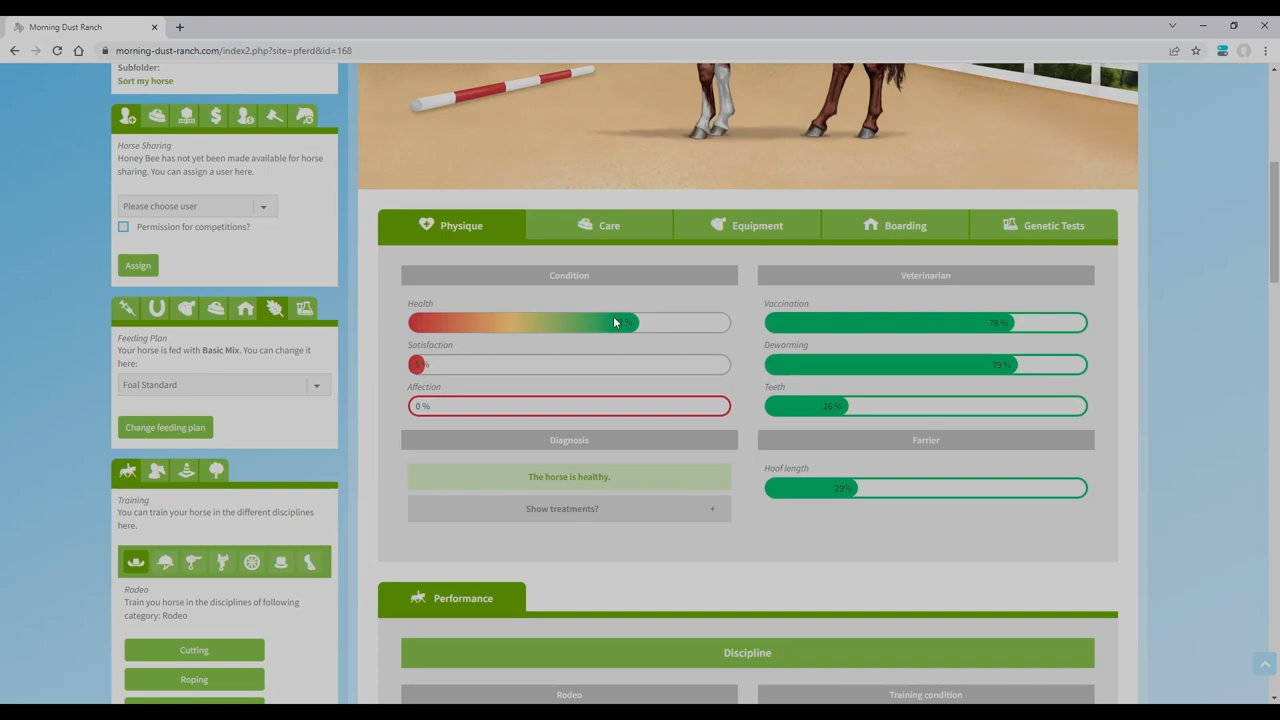 Morning Dust Ranch
morning-dust-ranch.com/index2.php?site=pferd&id=168
Subfolder:
Sort my horse
Horse Sharing
Honey Bee has not yet been made available for horse
sharing. You can assign a user here.
Please choose user
Permission for competitions?
Assign
Feeding Plan
Your horse is fed with Basic Mix. You can change it
here:
Foal Standard
Change feeding plan
Training
You can train your horse in the different disciplines
here.
Rodeo
Train you horse in the disciplines of following
category: Rodeo
Cutting
Roping
Physique
Care
Equipment
Boarding
Genetic Tests
Condition
Health
%
Satisfaction
5 %
Affection
0 %
Diagnosis
The horse is healthy.
Show treatments? +
Veterinarian
Vaccination
78 %
Deworming
79 %
Teeth
26 %
Farrier
Hoof length
29 %
Performance
Discipline
Rodeo
Training condition